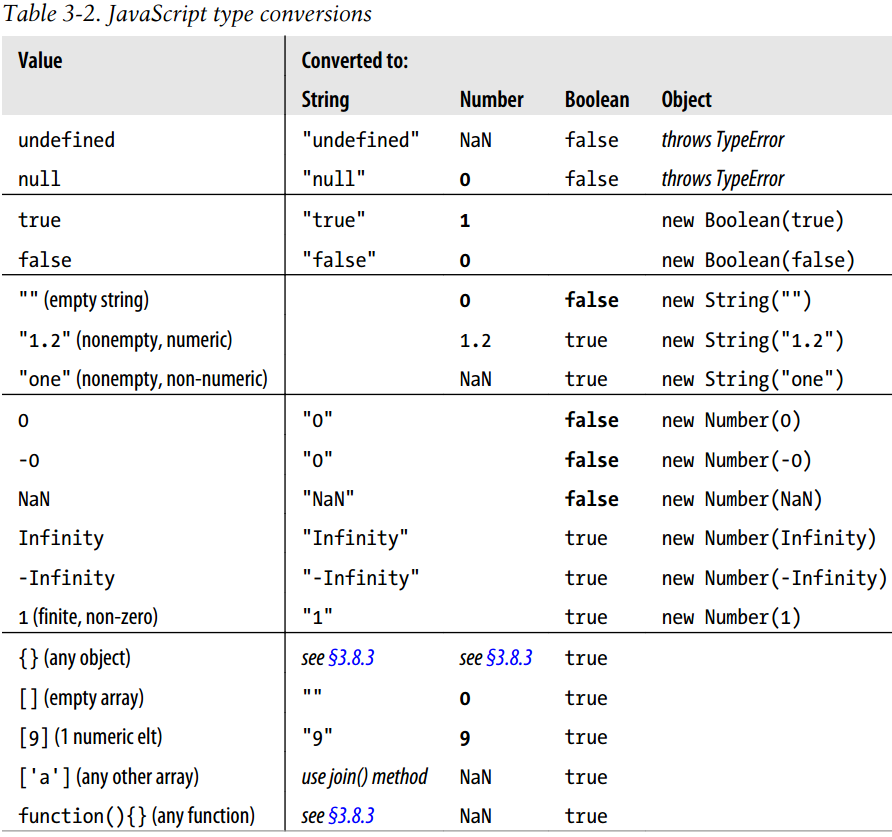 Table 3-2. JavaScript type conversions
Value Converted to:
String Number Boolean Object
undefined "undefined" NaN false throws TypeError
null "null" 0 false throws TypeError
true "true" 1 new Boolean(true)
false "false" 0 new Boolean(false)
"" (empty string) 0 false new String("")
"1.2" (nonempty, numeric) 1.2 true new String("1.2")
"one" (nonempty, non-numeric) NaN true new String("one")
0 "0" false new Number(0)
-0 "0" false new Number(-0)
NaN "NaN" false new Number(NaN)
Infinity "Infinity" true new Number(Infinity)
-Infinity "-Infinity" true new Number(-Infinity)
1 (finite, non-zero) "1" true new Number(1)
{} (any object) see §3.8.3 see §3.8.3 true
[] (empty array) "" 0 true
[9] (1 numeric elt) "9" 9 true
['a'] (any other array) use join() method NaN true
function(){} (any function) see §3.8.3 NaN true